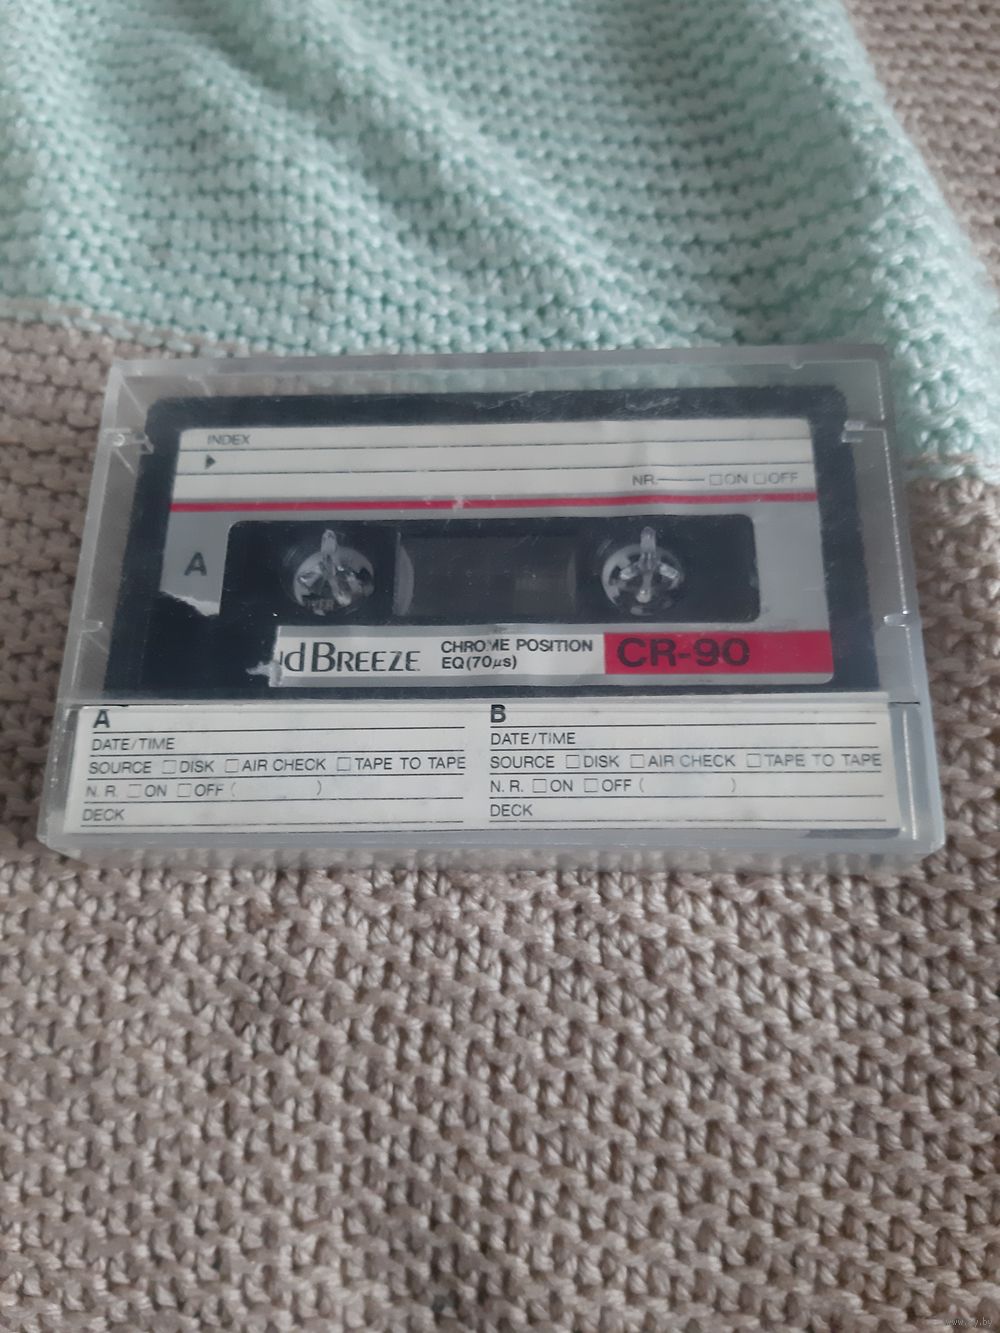 INDEX
NR. ☐ON ☐OFF
A
d BREEZE CHROME POSITION CR-90
EQ(70μs)
A B
DATE/TIME DATE/TIME
SOURCE ☐DISK ☐AIR CHECK ☐TAPE TO TAPE SOURCE ☐DISK ☐AIR CHECK ☐TAPE TO TAPE
N. R. ☐ON ☐OFF ( ) N. R. ☐ON ☐OFF ( )
DECK DECK